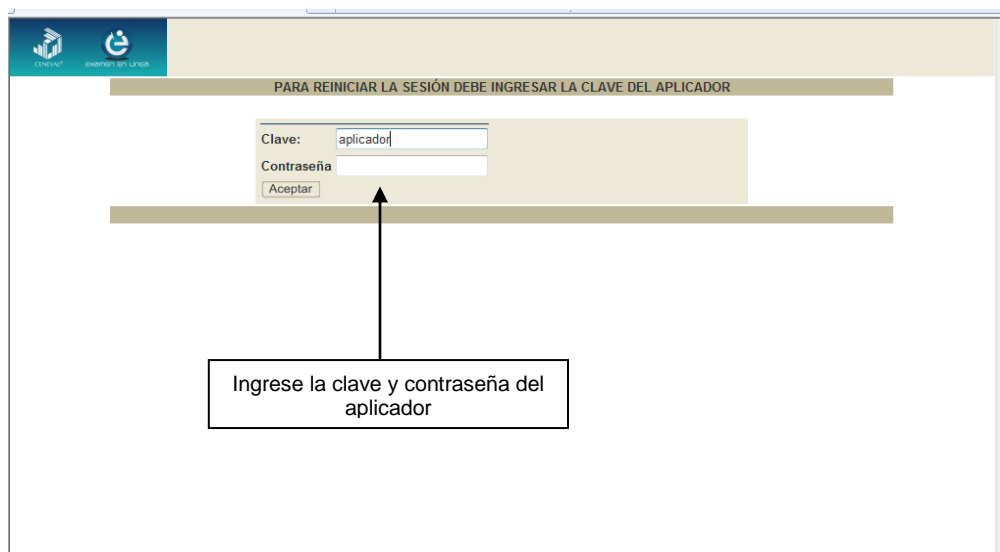 CENEVAL®
examen en línea
PARA REINICIAR LA SESIÓN DEBE INGRESAR LA CLAVE DEL APLICADOR
Clave: aplicador
Contraseña
Aceptar
Ingrese la clave y contraseña del
aplicador